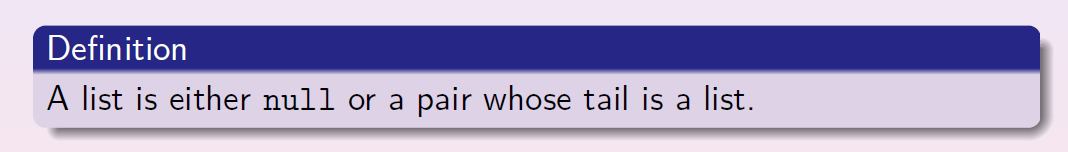 Definition
A list is either null or a pair whose tail is a list.